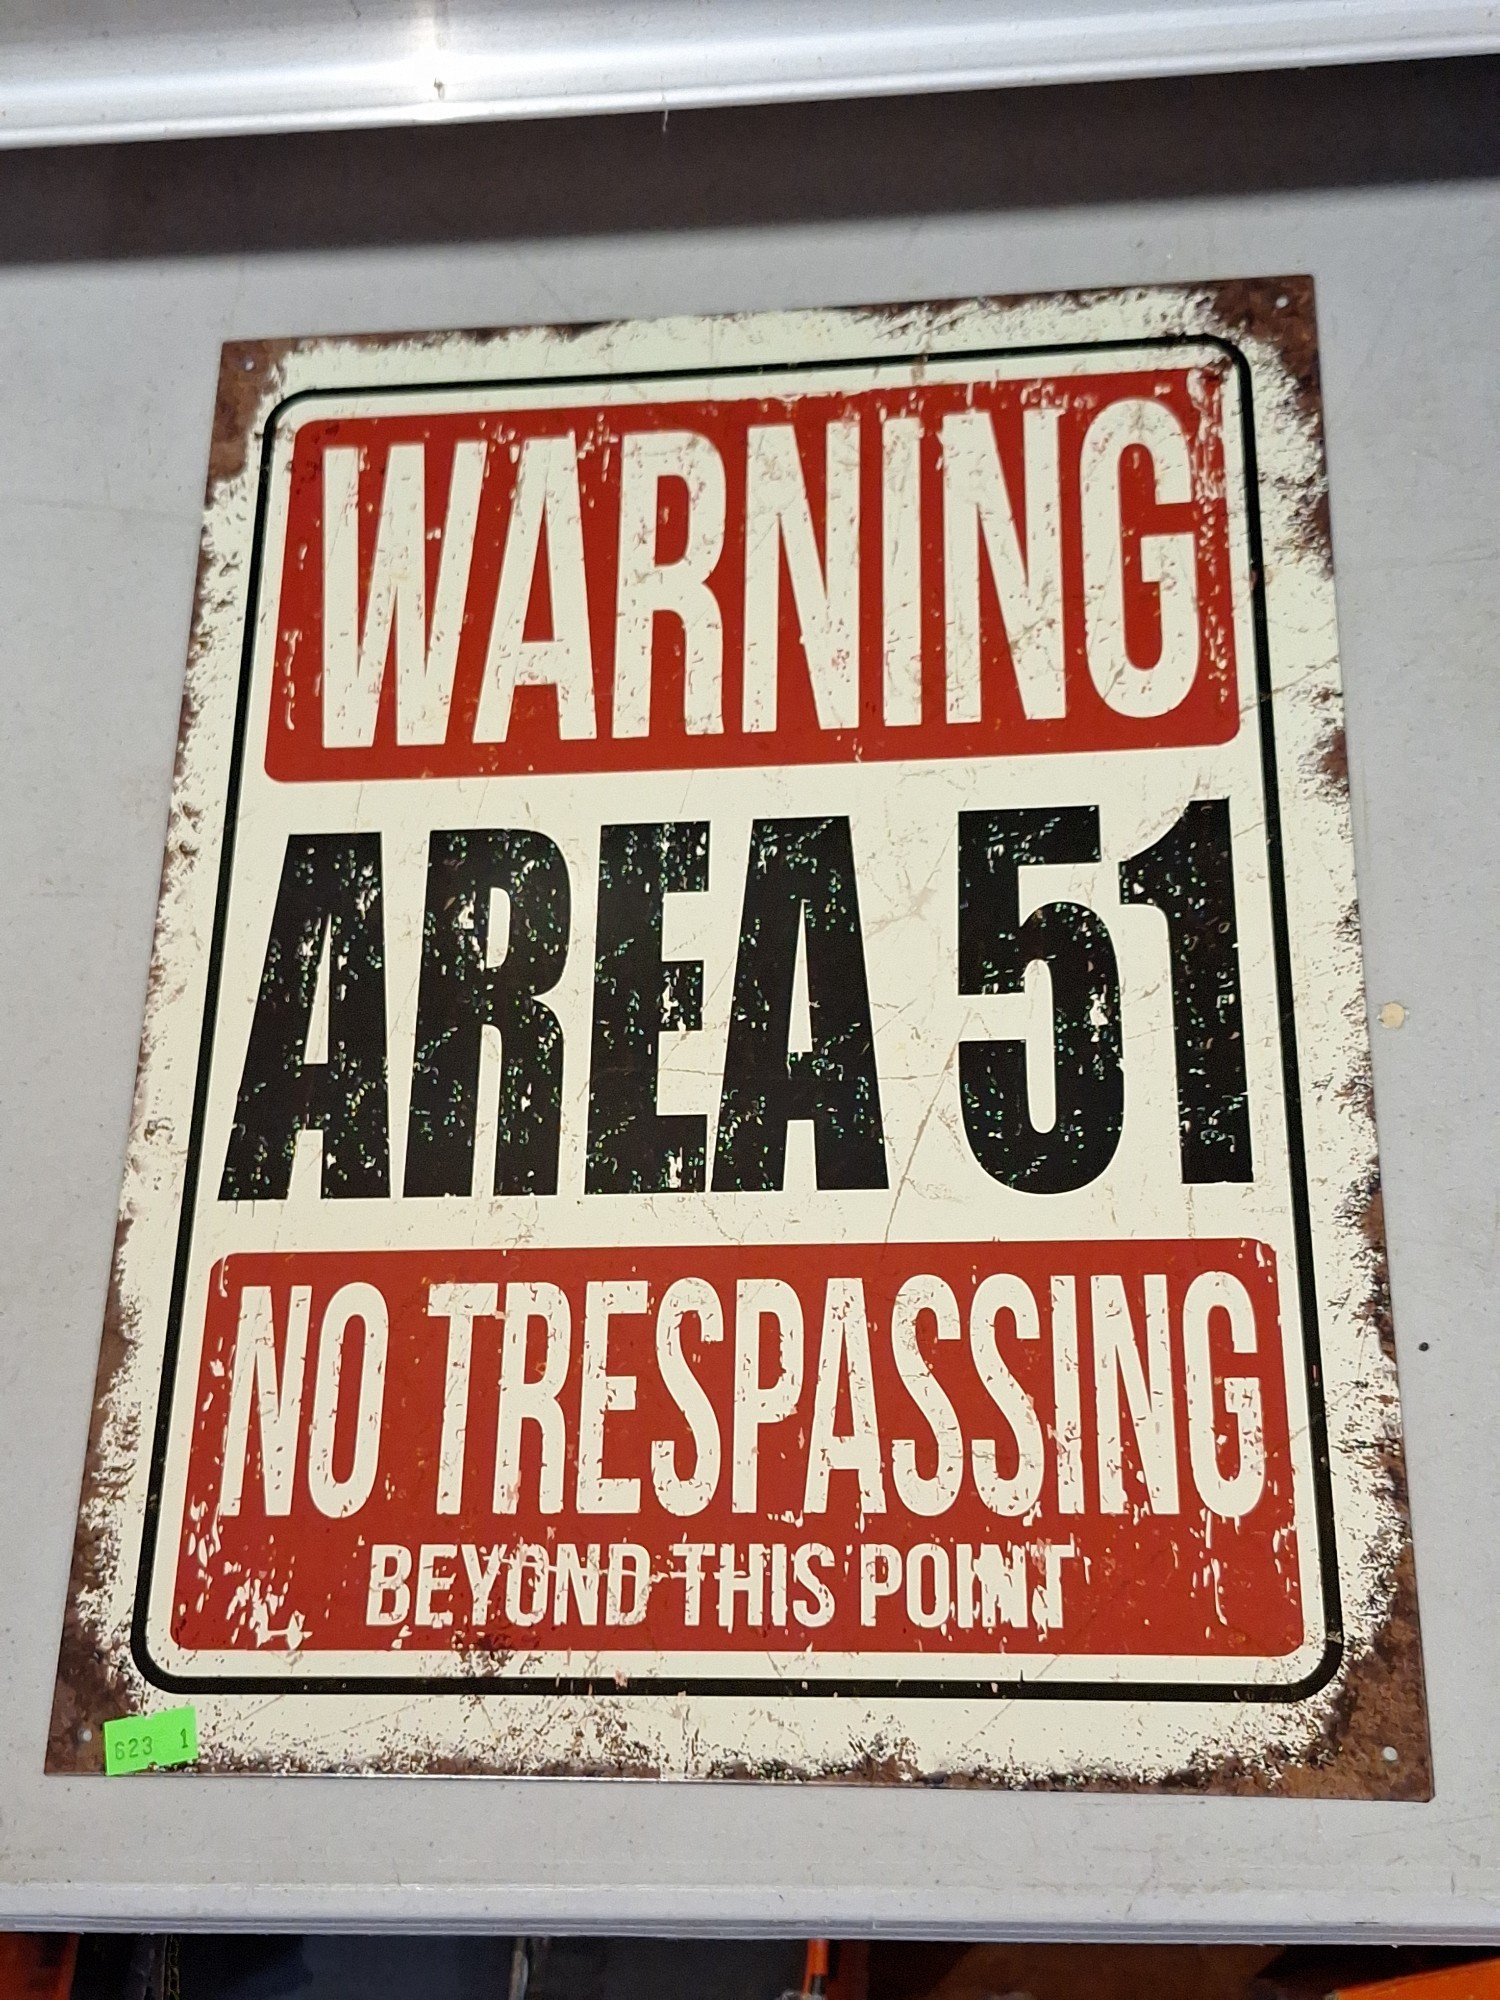 WARNING
AREA 51
NO TRESPASSING
BEYOND THIS POINT
623 1